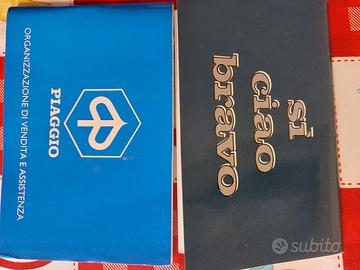 ORGANIZZAZIONE DI VENDITA E ASSISTENZA
PIAGGIO
sì
ciao
bravo
subito